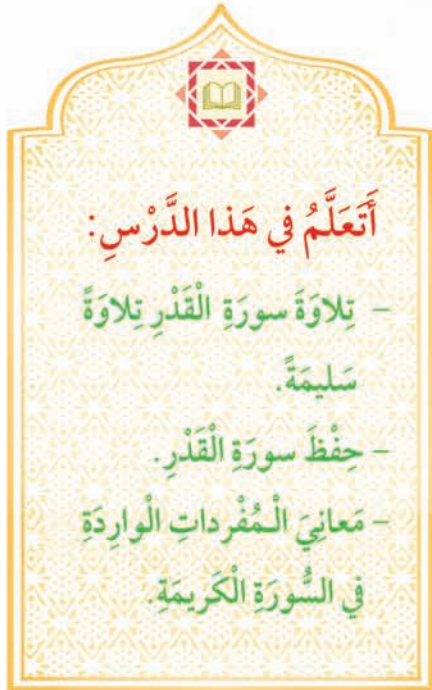 أَتَعَلَّمُ في هَذا الدَّرْسِ:
- تِلاوَةَ سورَةِ الْقَدْرِ تِلاوَةً
سَليمَةً.
- حِفْظَ سورَةِ الْقَدْرِ.
- مَعانِيَ الْمُفْرداتِ الْوارِدَةِ
في السُّورَةِ الْكَريمَةِ.